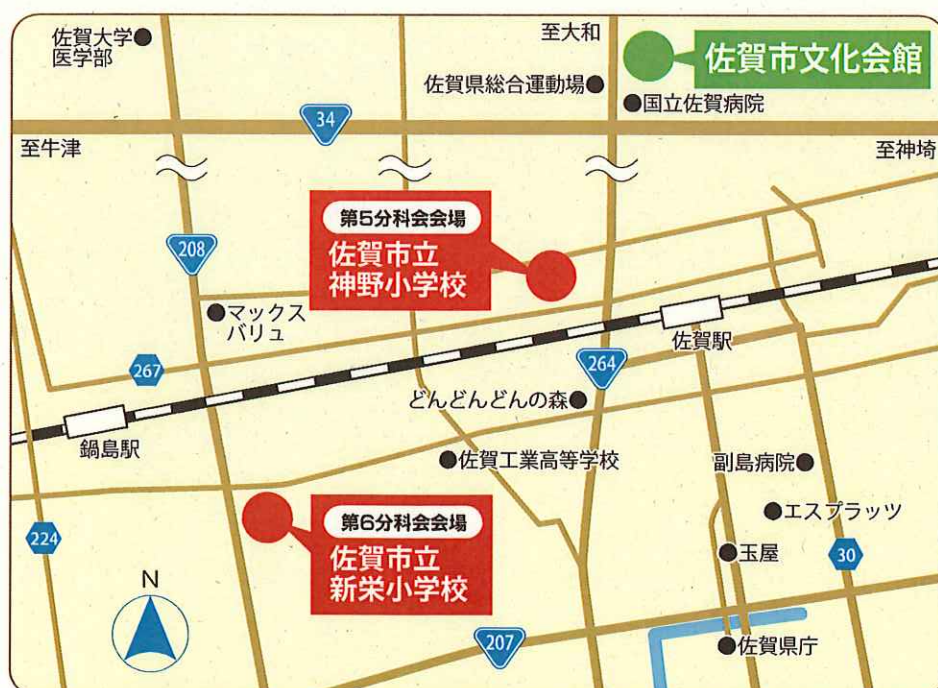 佐賀大学
医学部
至大和
佐賀市文化会館
佐賀県総合運動場
国立佐賀病院
34
至牛津
至神埼
第5分科会会場
佐賀市立
神野小学校
208
マックス
バリュ
佐賀駅
267
264
どんどんどんの森
鍋島駅
佐賀工業高等学校
副島病院
第6分科会会場
佐賀市立
新栄小学校
エスプラッツ
224
玉屋
30
N
207
佐賀県庁